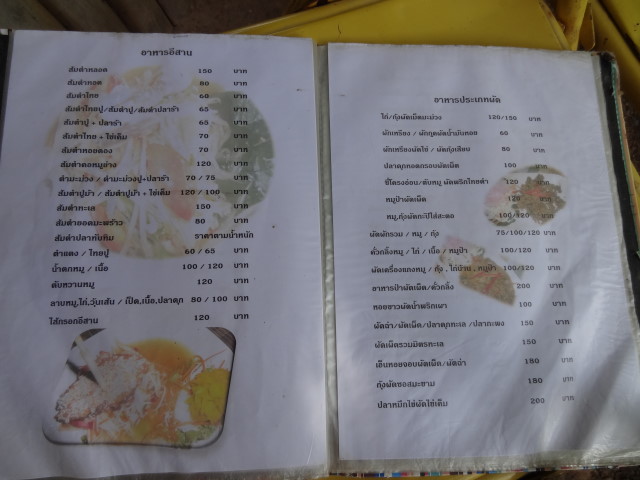 อาหารอีสาน
ส้มตำหลอด 150 บาท
ส้มตำทอด 80 บาท
ส้มตำไทย 60 บาท
ส้มตำไทยปู/ส้มตำปู/ส้มตำปลาร้า 65 บาท
ส้มตำปู + ปลาร้า 65 บาท
ส้มตำไทย + ไข่เค็ม 70 บาท
ส้มตำหอยดอง 70 บาท
ส้มตำคอหมูย่าง 120 บาท
ตำมะม่วง / ตำมะม่วงปู+ปลาร้า 70 / 75 บาท
ส้มตำปูม้า / ส้มตำปูม้า + ไข่เค็ม 120 / 100 บาท
ส้มตำทะเล 150 บาท
ส้มตำยอดมะพร้าว 80 บาท
ส้มตำปลาทับทิม ราคาตามน้ำหนัก
ตำแตง / ไทยปู 60 / 65 บาท
น้ำตกหมู / เนื้อ 100 / 120 บาท
ตับหวานหมู 120 บาท
ลาบหมู,ไก่,วุ้นเส้น / เป็ด,เนื้อ,ปลาดุก 80 / 100 บาท
ไส้กรอกอีสาน 120 บาท
อาหารประเภทผัด
ไก่/กุ้งผัดเม็ดมะม่วง 120/150 บาท
ผักเหรียง / ผักกูดผัดน้ำมันหอย 60 บาท
ผักเหรียงผัดไข่ / ผัดกุ้งเสียบ 80 บาท
ปลาดุกทอดกรอบผัดเผ็ด 100 บาท
ซี่โครงอ่อน/ตับหมู ผัดพริกไทยดำ 120 บาท
หมูป่าผัดเผ็ด 120 บาท
หมู,กุ้งผัดกะปิใส่สะตอ 100/120 บาท
ผัดผักรวม / หมู / กุ้ง 75/100/120 บาท
คั่วกลิ้งหมู / ไก่ / เนื้อ / หมูป่า 100/120 บาท
ผัดเครื่องแกงหมู / กุ้ง , ไก่บ้าน , หมูป่า 100/120 บาท
อาหารป่าผัดเผ็ด/คั่วกลิ้ง 200 บาท
หอยขาวผัดน้ำพริกเผา 100 บาท
ผัดฉ่า/ผัดเผ็ด/ปลาดุกทะเล / ปลากะพง 150 บาท
ผัดเผ็ดรวมมิตรทะเล 150 บาท
เอ็นหอยจอบผัดเผ็ด/ผัดฉ่า 180 บาท
กุ้งผัดซอสมะขาม 180 บาท
ปลาหมึกไข่ผัดไข่เค็ม 200 บาท